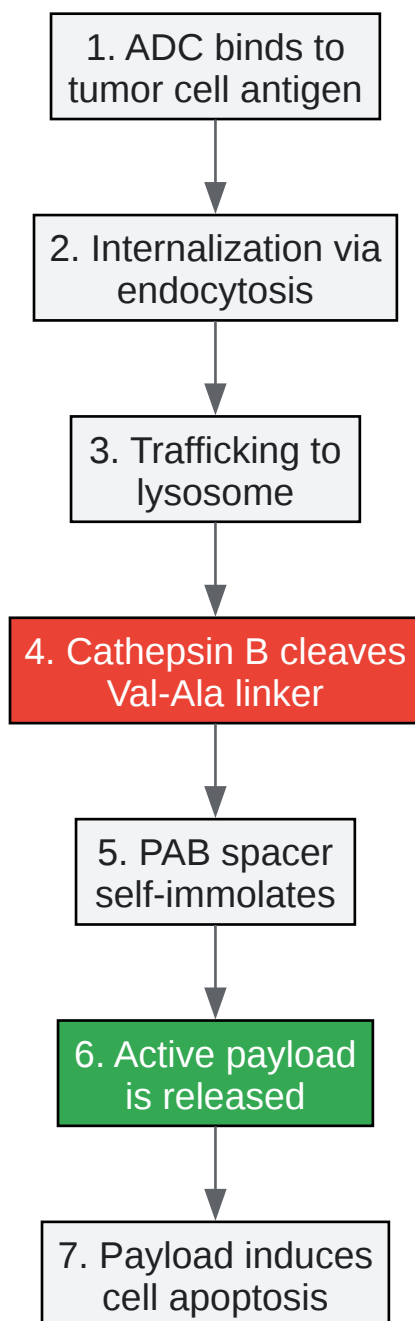 1. ADC binds to
tumor cell antigen
2. Internalization via
endocytosis
3. Trafficking to
lysosome
4. Cathepsin B cleaves
Val-Ala linker
5. PAB spacer
self-immolates
6. Active payload
is released
7. Payload induces
cell apoptosis